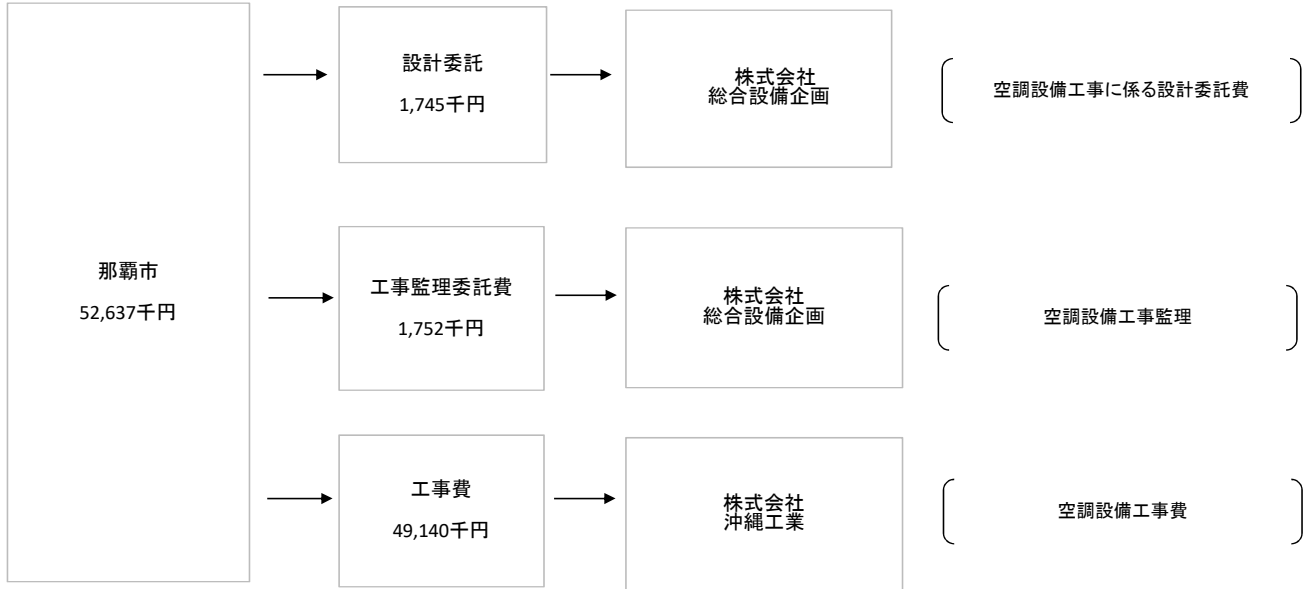 那覇市
52,637千円
設計委託
1,745千円
株式会社
総合設備企画
空調設備工事に係る設計委託費
工事監理委託費
1,752千円
株式会社
総合設備企画
空調設備工事監理
工事費
49,140千円
株式会社
沖縄工業
空調設備工事費